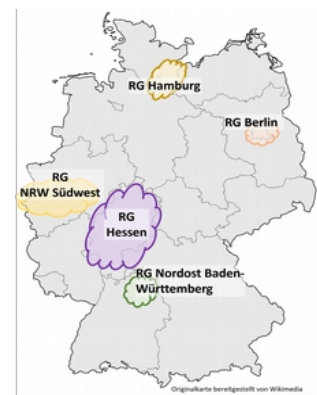 RG Hamburg
RG Berlin
RG
NRW Südwest
RG
Hessen
RG Nordost Baden-
Württemberg
Originalkarte bereitgestellt von Wikimedia